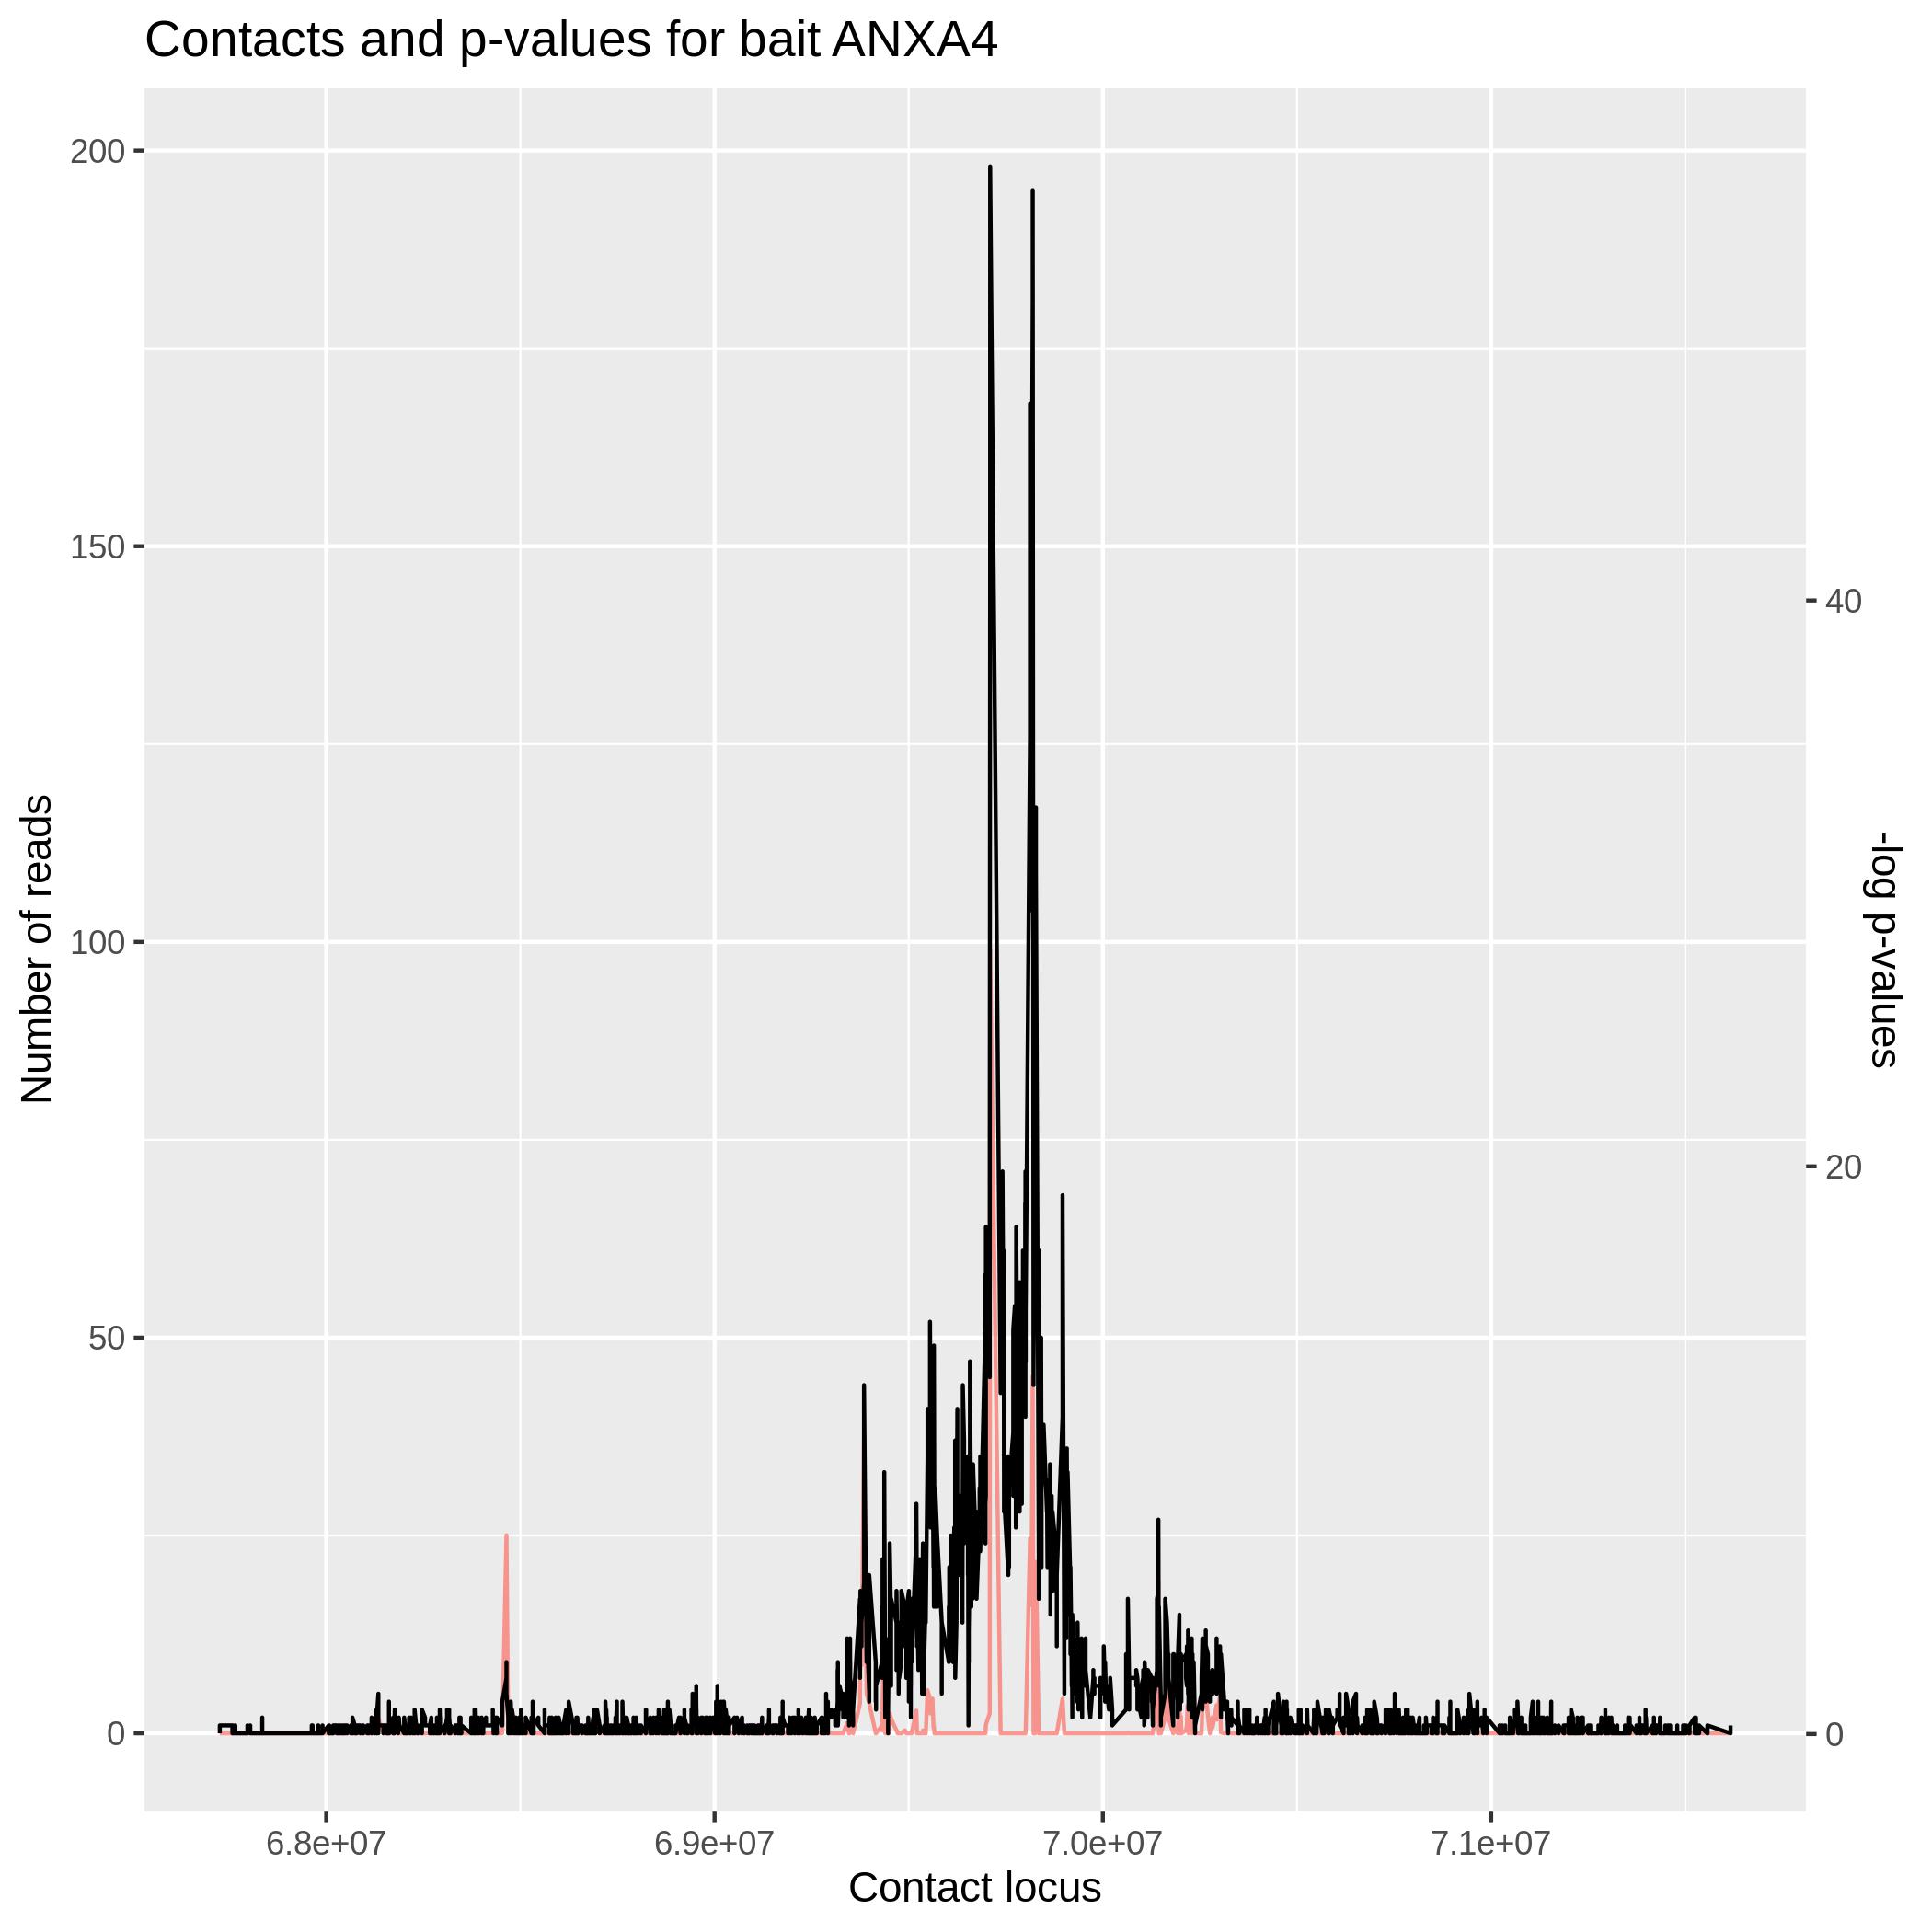 Contacts and p-values for bait ANXA4
200
150
100
50
0
Number of reads
40
20
0
-log p-values
6.8e+07
6.9e+07
7.0e+07
7.1e+07
Contact locus